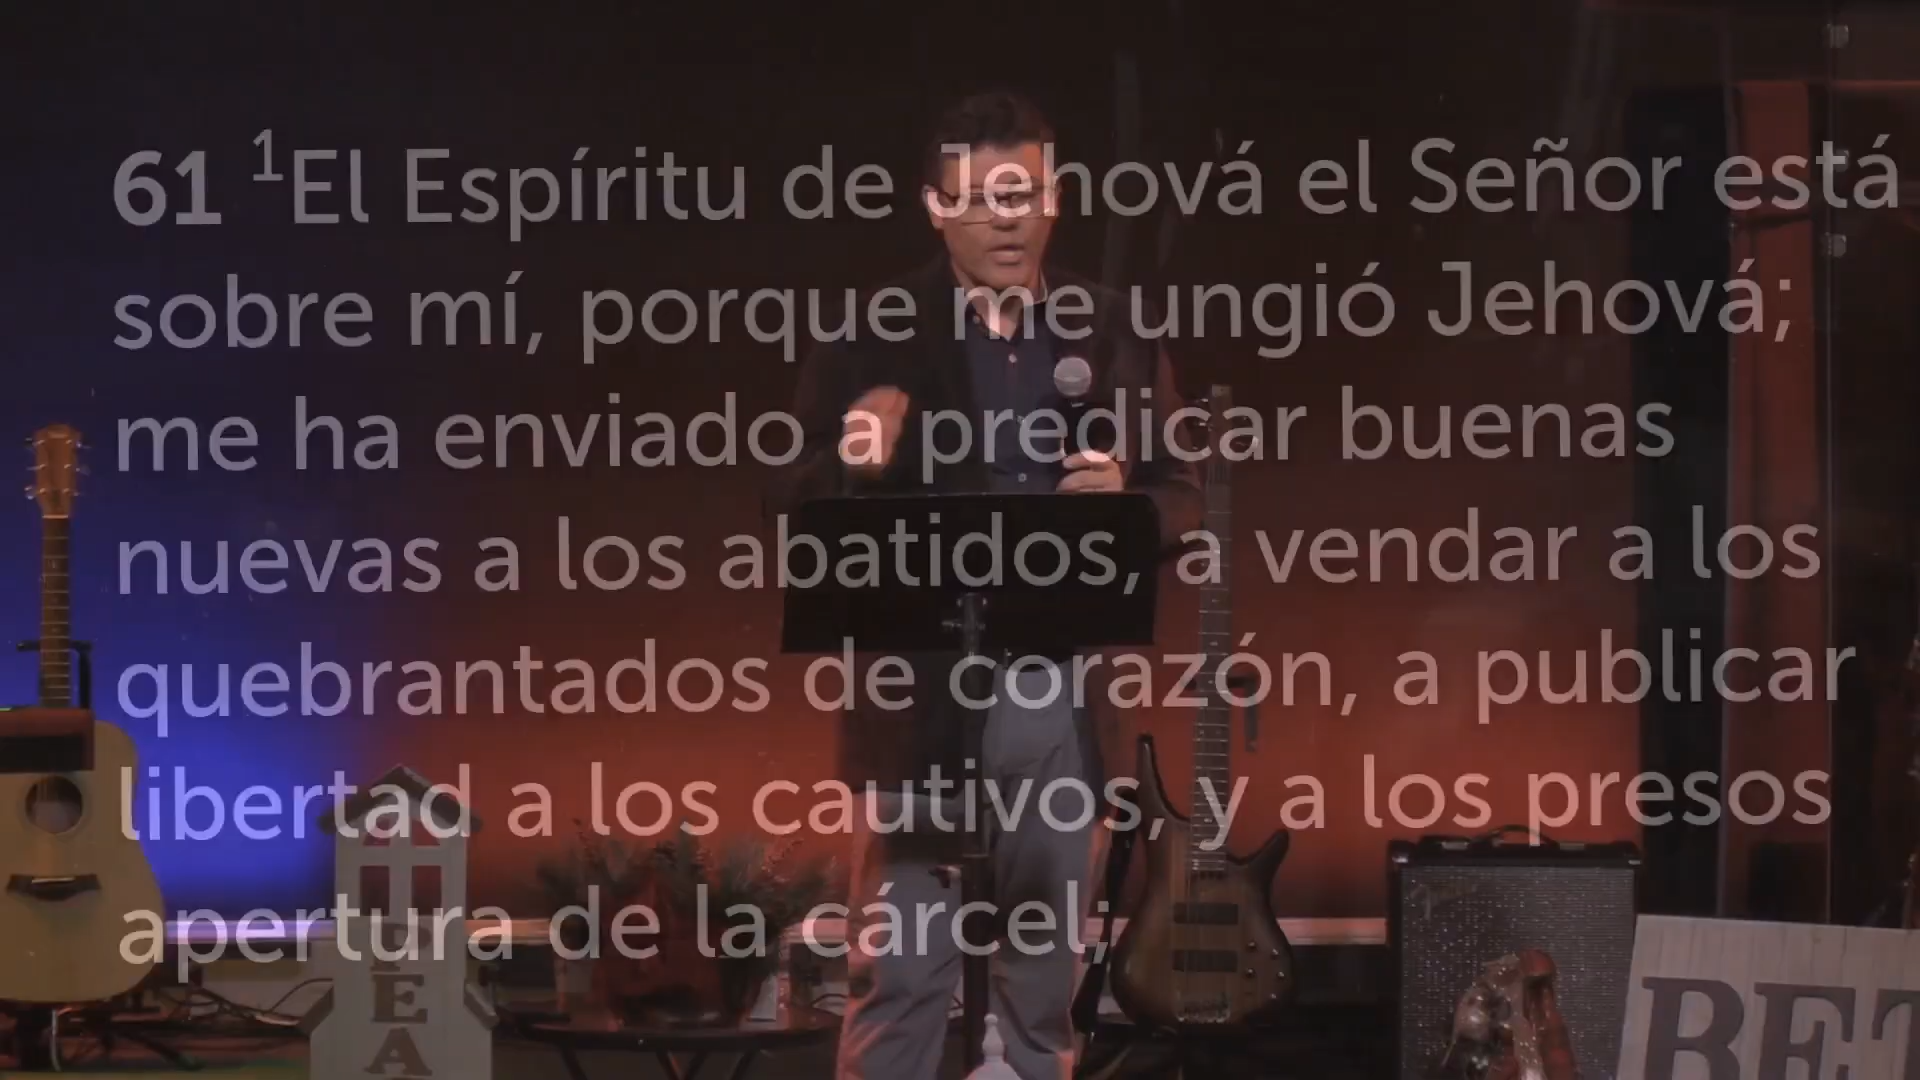 61 ¹El Espíritu de Jehová el Señor está
sobre mí, porque me ungió Jehová;
me ha enviado a predicar buenas
nuevas a los abatidos, a vendar a los
quebrantados de corazón, a publicar
libertad a los cautivos, y a los presos
apertura de la cárcel;
Fender